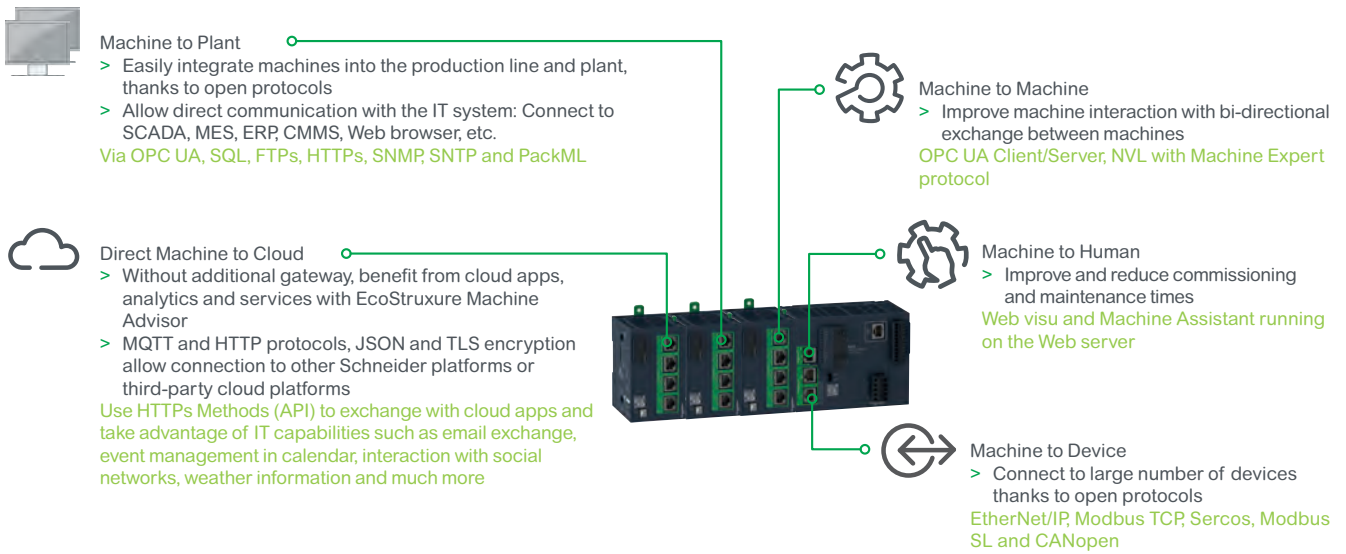 Machine to Plant
> Easily integrate machines into the production line and plant,
thanks to open protocols
> Allow direct communication with the IT system: Connect to
SCADA, MES, ERP, CMMS, Web browser, etc.
Via OPC UA, SQL, FTPs, HTTPs, SNMP, SNTP and PackML
Direct Machine to Cloud
> Without additional gateway, benefit from cloud apps,
analytics and services with EcoStruxure Machine
Advisor
> MQTT and HTTP protocols, JSON and TLS encryption
allow connection to other Schneider platforms or
third-party cloud platforms
Use HTTPs Methods (API) to exchange with cloud apps and
take advantage of IT capabilities such as email exchange,
event management in calendar, interaction with social
networks, weather information and much more
Machine to Machine
> Improve machine interaction with bi-directional
exchange between machines
OPC UA Client/Server, NVL with Machine Expert
protocol
Machine to Human
> Improve and reduce commissioning
and maintenance times
Web visu and Machine Assistant running
on the Web server
Machine to Device
> Connect to large number of devices
thanks to open protocols
EtherNet/IP, Modbus TCP, Sercos, Modbus
SL and CANopen